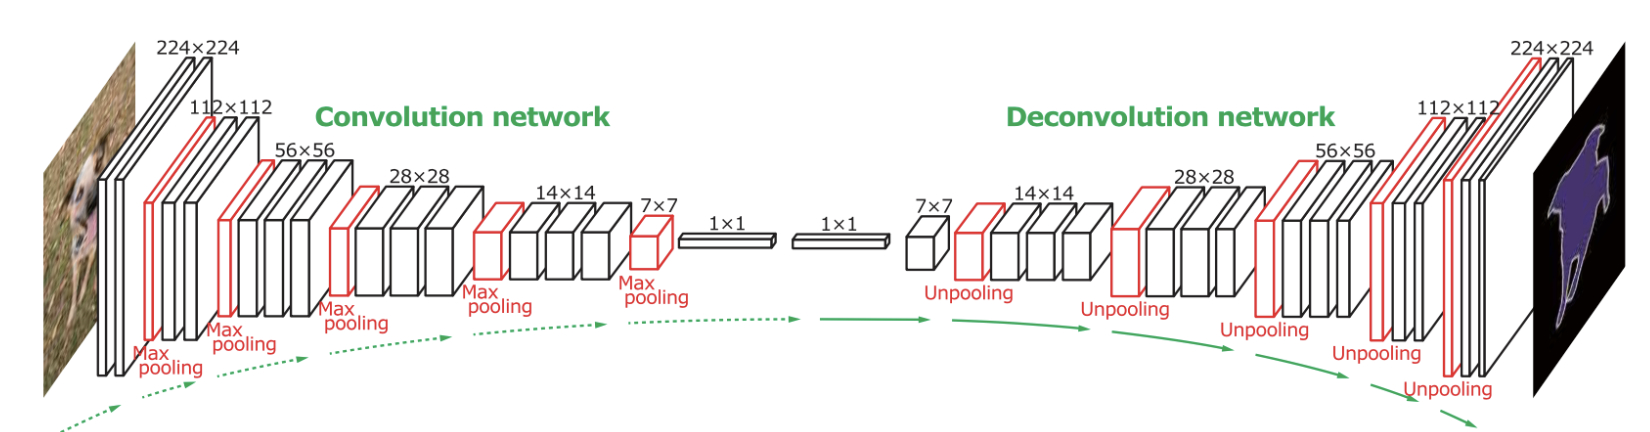 224×224
112×112
Convolution network
56×56
28×28
14×14
7×7
1×1
1×1
7×7
14×14
28×28
56×56
Deconvolution network
112×112
224×224
Max
pooling
Max
pooling
Max
pooling
Max
pooling
Max
pooling
Unpooling
Unpooling
Unpooling
Unpooling
Unpooling